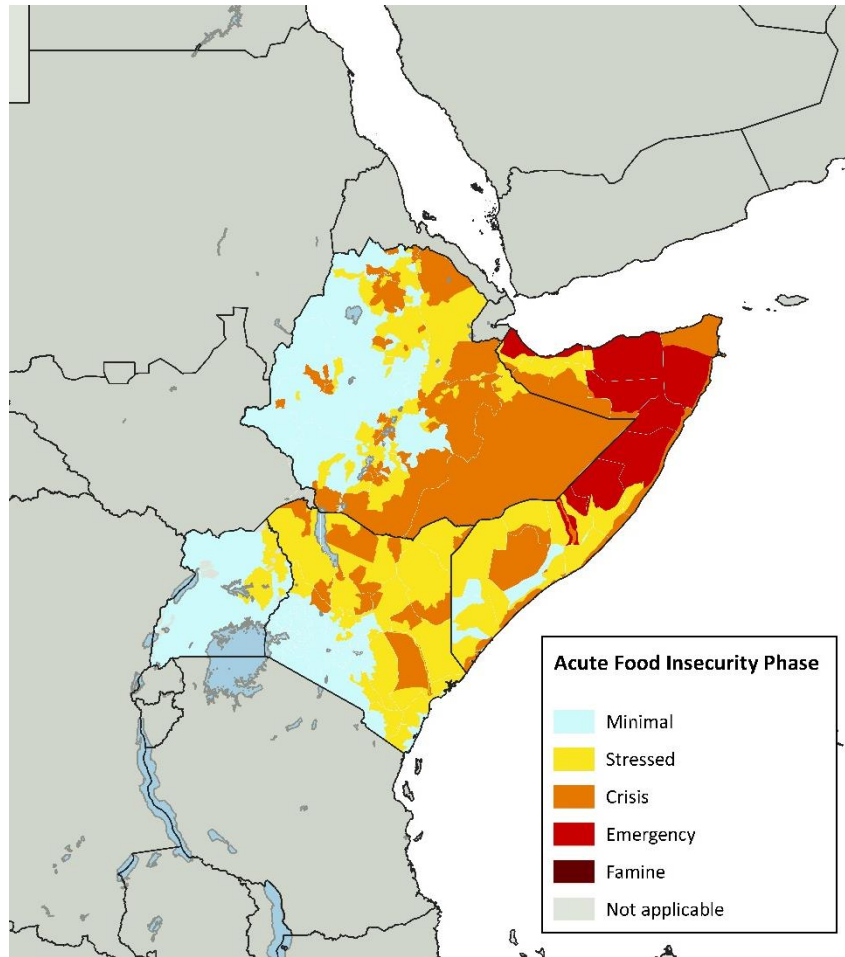 Acute Food Insecurity Phase
Minimal
Stressed
Crisis
Emergency
Famine
Not applicable